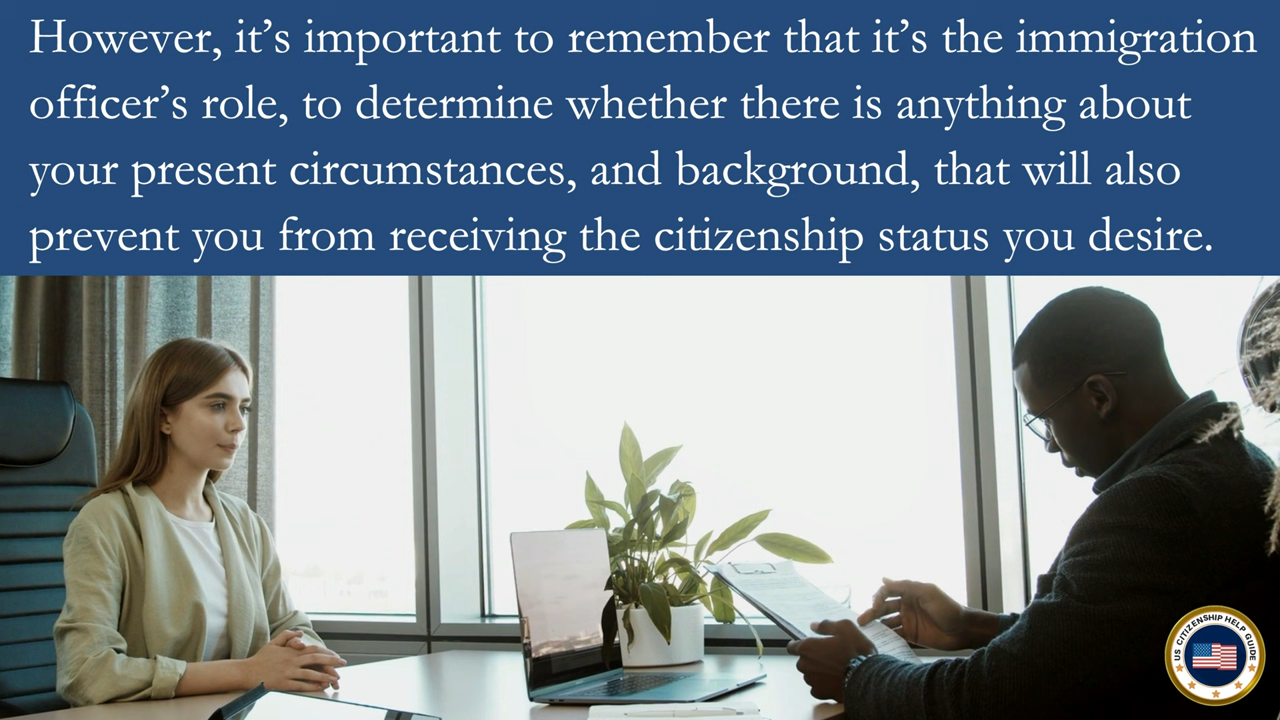 However, it’s important to remember that it’s the immigration
officer’s role, to determine whether there is anything about
your present circumstances, and background, that will also
prevent you from receiving the citizenship status you desire.
US CITIZENSHIP HELP GUIDE